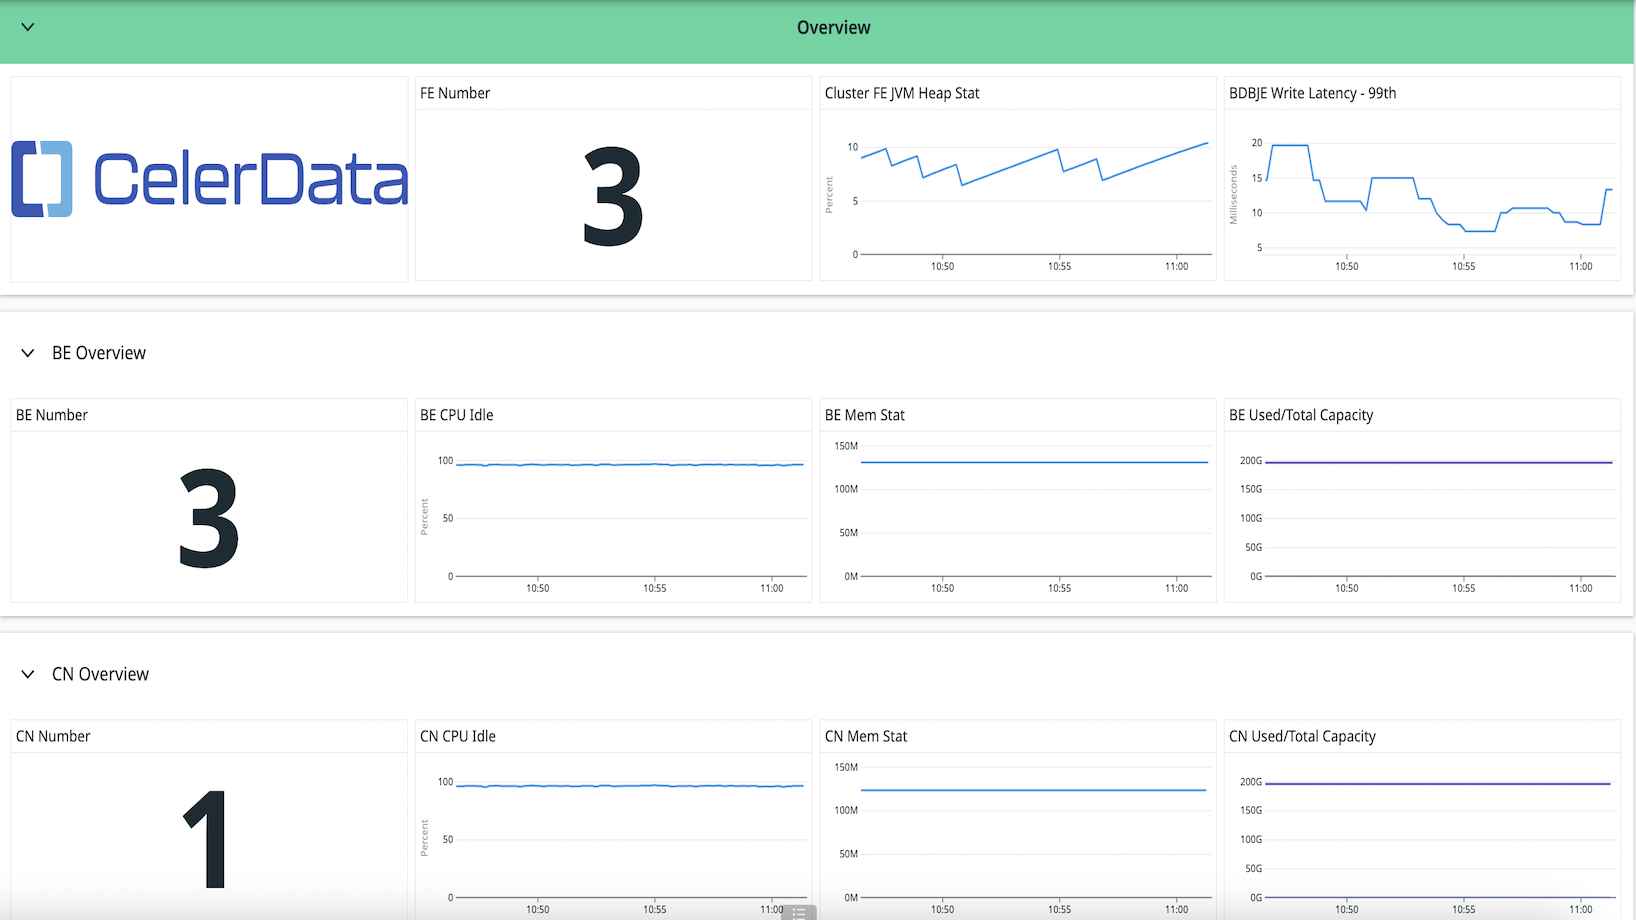 Overview
CelerData
FE Number
3
Cluster FE JVM Heap Stat
Percent
10
5
0
10:50
10:55
11:00
BDBJE Write Latency - 99th
Milliseconds
20
15
10
5
10:50
10:55
11:00
BE Overview
BE Number
3
BE CPU Idle
Percent
100
50
0
10:50
10:55
11:00
BE Mem Stat
150M
100M
50M
0M
10:50
10:55
11:00
BE Used/Total Capacity
200G
150G
100G
50G
0G
10:50
10:55
11:00
CN Overview
CN Number
1
CN CPU Idle
Percent
100
50
0
10:50
10:55
11:00
CN Mem Stat
150M
100M
50M
0M
10:50
10:55
11:00
CN Used/Total Capacity
200G
150G
100G
50G
0G
10:50
10:55
11:00